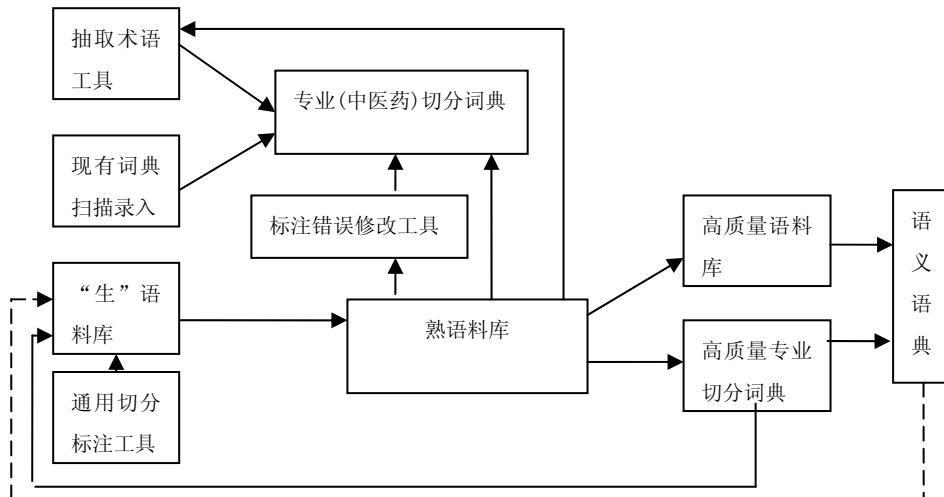 抽取术语
工具
专业(中医药)切分词典
现有词典
扫描录入
标注错误修改工具
高质量语料
库
语
义
语
典
“生”语
料库
熟语料库
高质量专业
切分词典
通用切分
标注工具